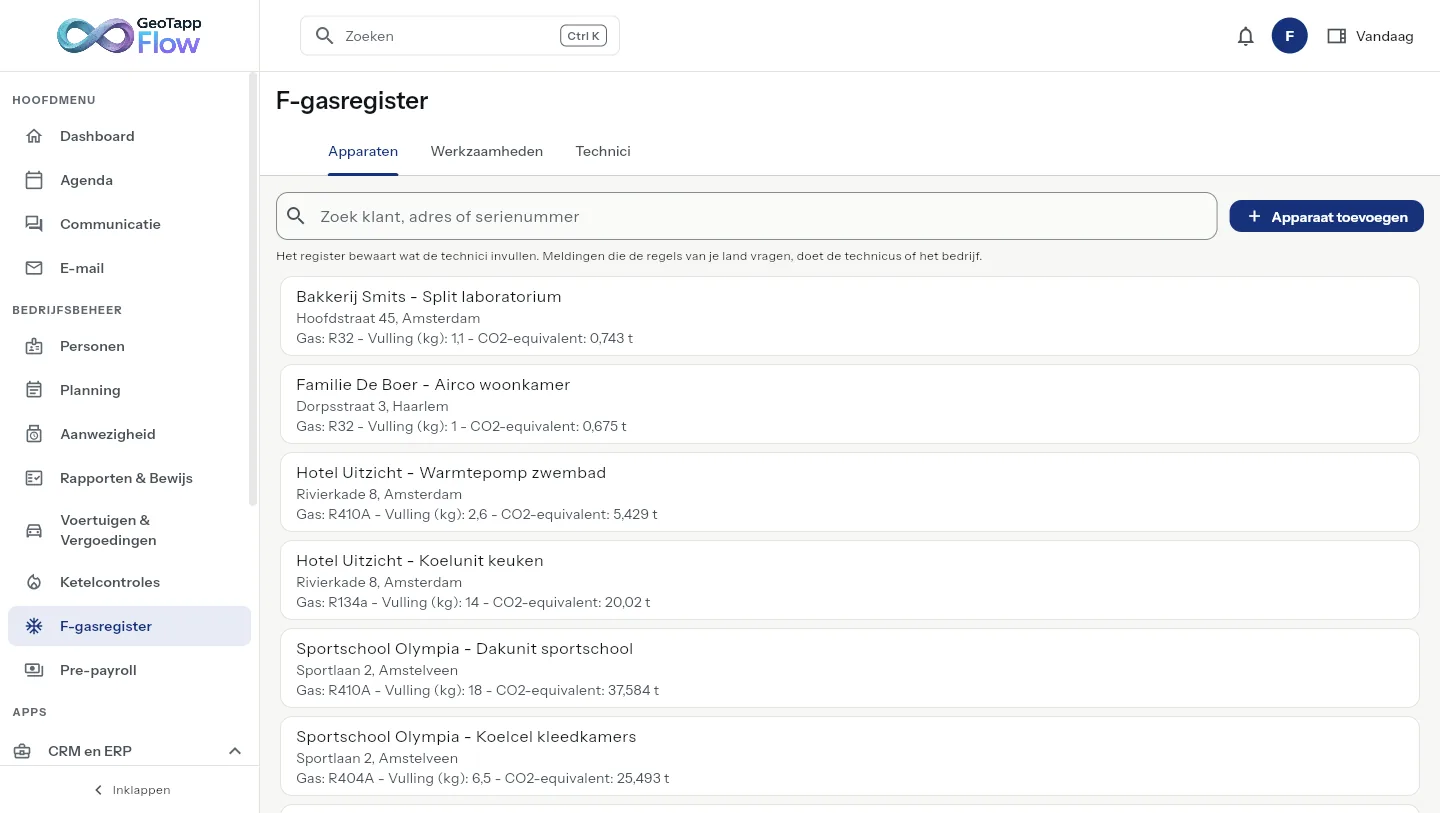 GeoTapp
Flow
Zoeken
Ctrl K
F
Vandaag
HOOFDMENU
Dashboard
Agenda
Communicatie
E-mail
BEDRIJFSBEHEER
Personen
Planning
Aanwezigheid
Rapporten & Bewijs
Voertuigen &
Vergoedingen
Ketelcontroles
F-gasregister
Pre-payroll
APPS
CRM en ERP
Inklappen
F-gasregister
Apparaten
Werkzaamheden
Technici
Zoek klant, adres of serienummer
+ Apparaat toevoegen
Het register bewaart wat de technici invullen. Meldingen die de regels van je land vragen, doet de technicus of het bedrijf.
Bakkerij Smits - Split laboratorium
Hoofdstraat 45, Amsterdam
Gas: R32 - Vulling (kg): 1,1 - CO2-equivalent: 0,743 t
Familie De Boer - Airco woonkamer
Dorpsstraat 3, Haarlem
Gas: R32 - Vulling (kg): 1 - CO2-equivalent: 0,675 t
Hotel Uitzicht - Warmtepomp zwembad
Rivierkade 8, Amsterdam
Gas: R410A - Vulling (kg): 2,6 - CO2-equivalent: 5,429 t
Hotel Uitzicht - Koelunit keuken
Rivierkade 8, Amsterdam
Gas: R134a - Vulling (kg): 14 - CO2-equivalent: 20,02 t
Sportschool Olympia - Dakunit sportschool
Sportlaan 2, Amstelveen
Gas: R410A - Vulling (kg): 18 - CO2-equivalent: 37,584 t
Sportschool Olympia - Koelcel kleedkamers
Sportlaan 2, Amstelveen
Gas: R404A - Vulling (kg): 6,5 - CO2-equivalent: 25,493 t